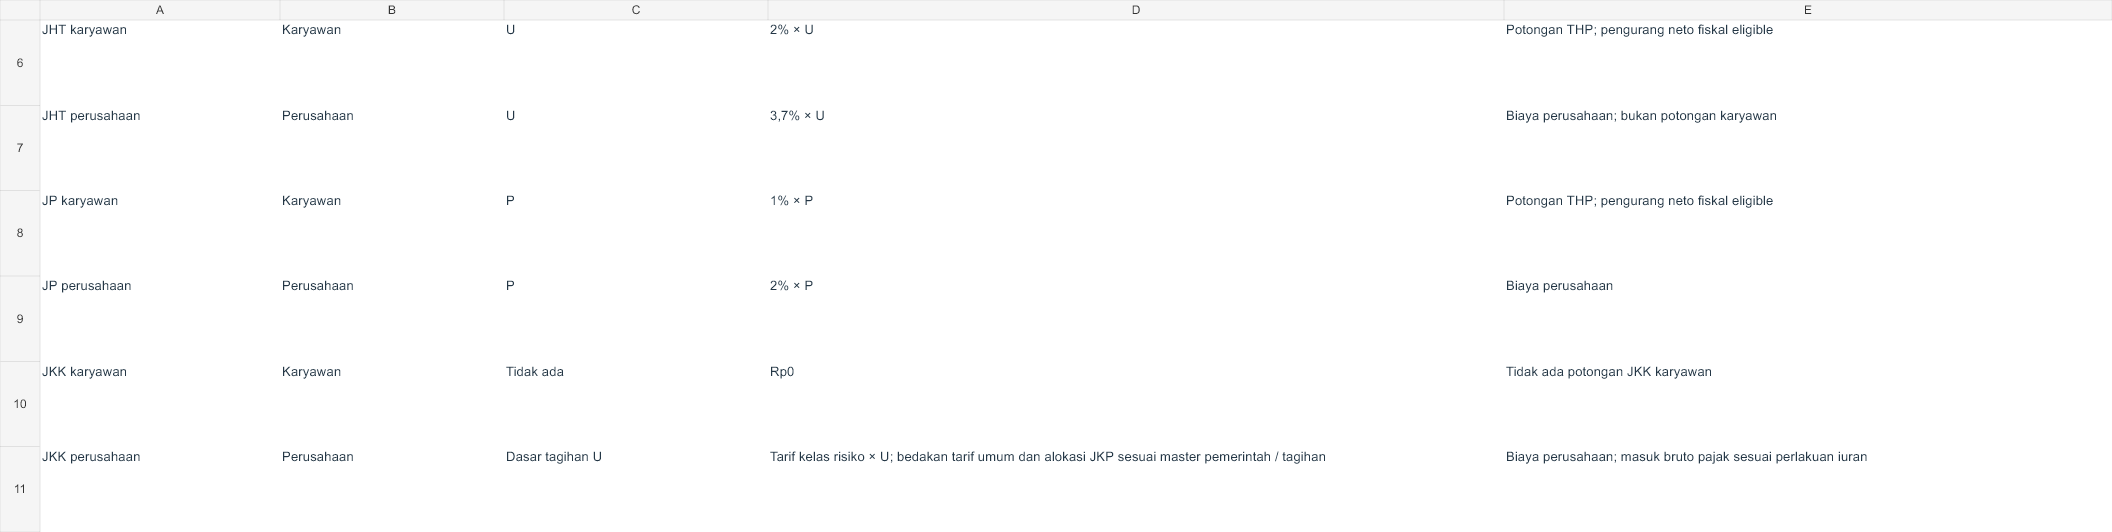 A B C D E
6 JHT karyawan Karyawan U 2% × U Potongan THP; pengurang neto fiskal eligible
7 JHT perusahaan Perusahaan U 3,7% × U Biaya perusahaan; bukan potongan karyawan
8 JP karyawan Karyawan P 1% × P Potongan THP; pengurang neto fiskal eligible
9 JP perusahaan Perusahaan P 2% × P Biaya perusahaan
10 JKK karyawan Karyawan Tidak ada Rp0 Tidak ada potongan JKK karyawan
11 JKK perusahaan Perusahaan Dasar tagihan U Tarif kelas risiko × U; bedakan tarif umum dan alokasi JKP sesuai master pemerintah / tagihan Biaya perusahaan; masuk bruto pajak sesuai perlakuan iuran